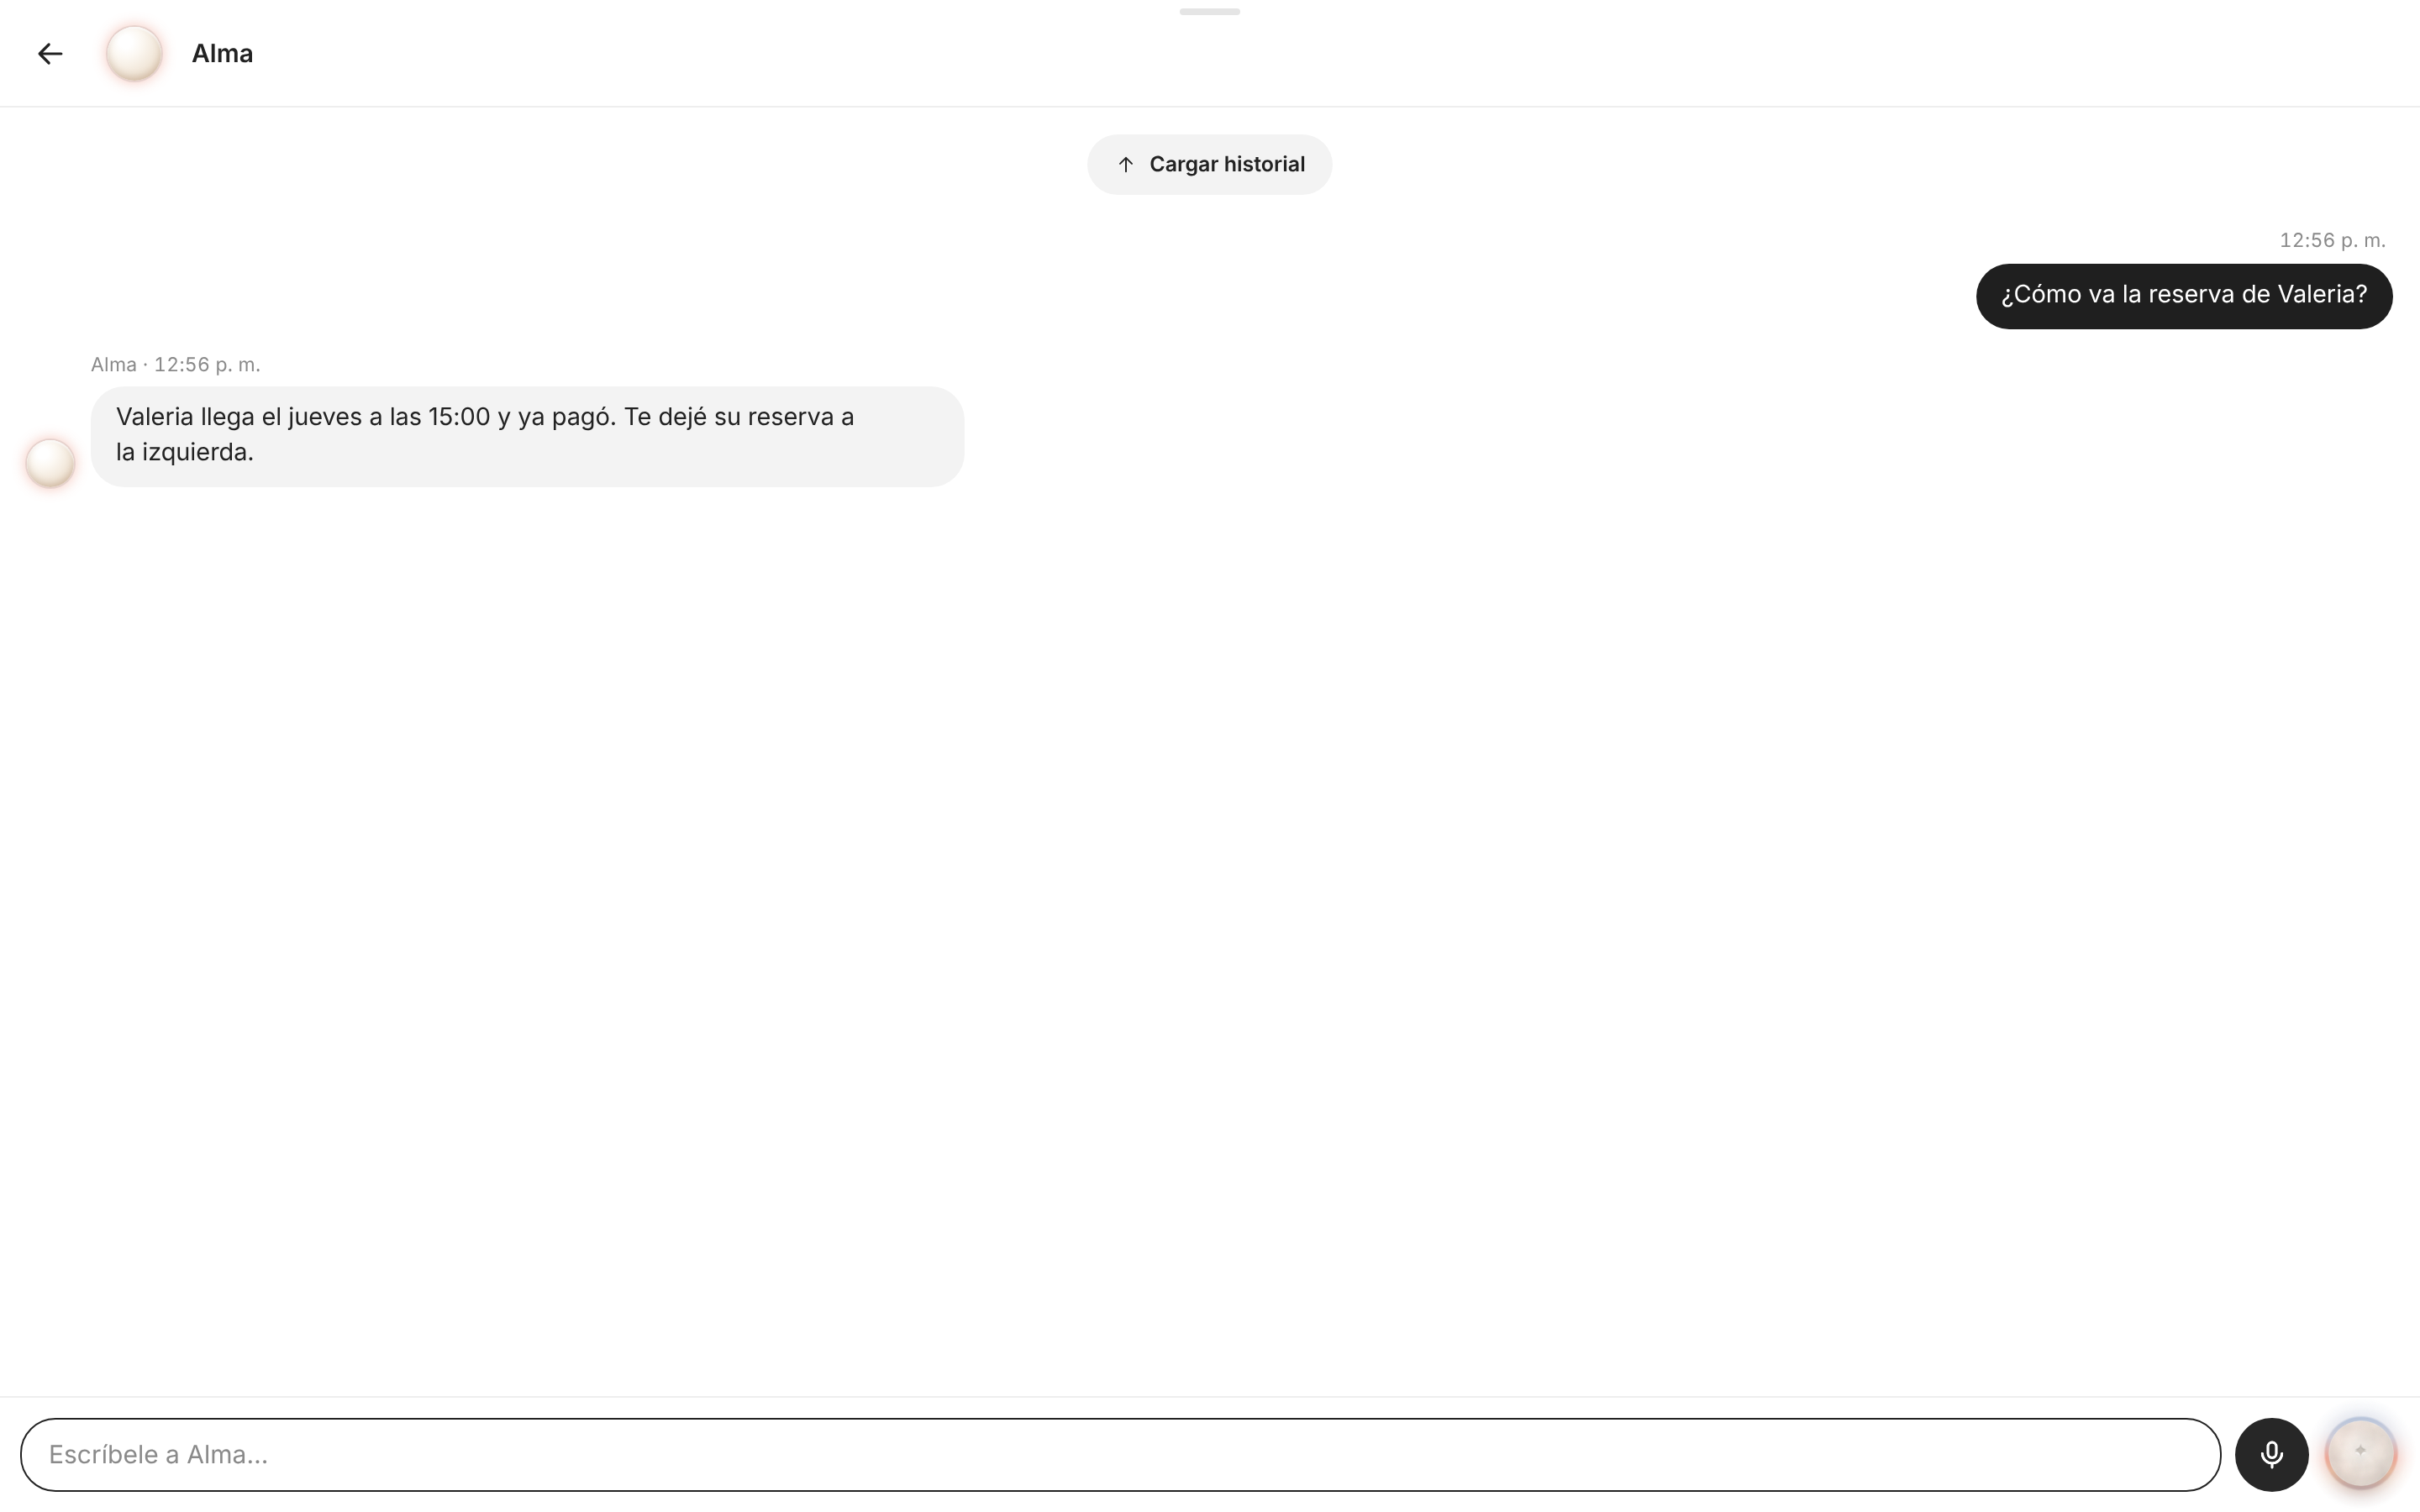 Alma
Cargar historial
12:56 p. m.
¿Cómo va la reserva de Valeria?
Alma · 12:56 p. m.
Valeria llega el jueves a las 15:00 y ya pagó. Te dejé su reserva a
la izquierda.
Escríbele a Alma...